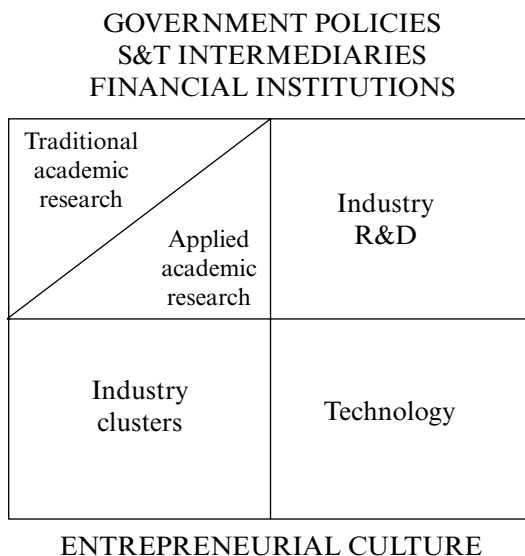 GOVERNMENT POLICIES
S&T INTERMEDIARIES
FINANCIAL INSTITUTIONS
Traditional
academic
research
Applied
academic
research
Industry
R&D
Industry
clusters
Technology
ENTREPRENEURIAL CULTURE